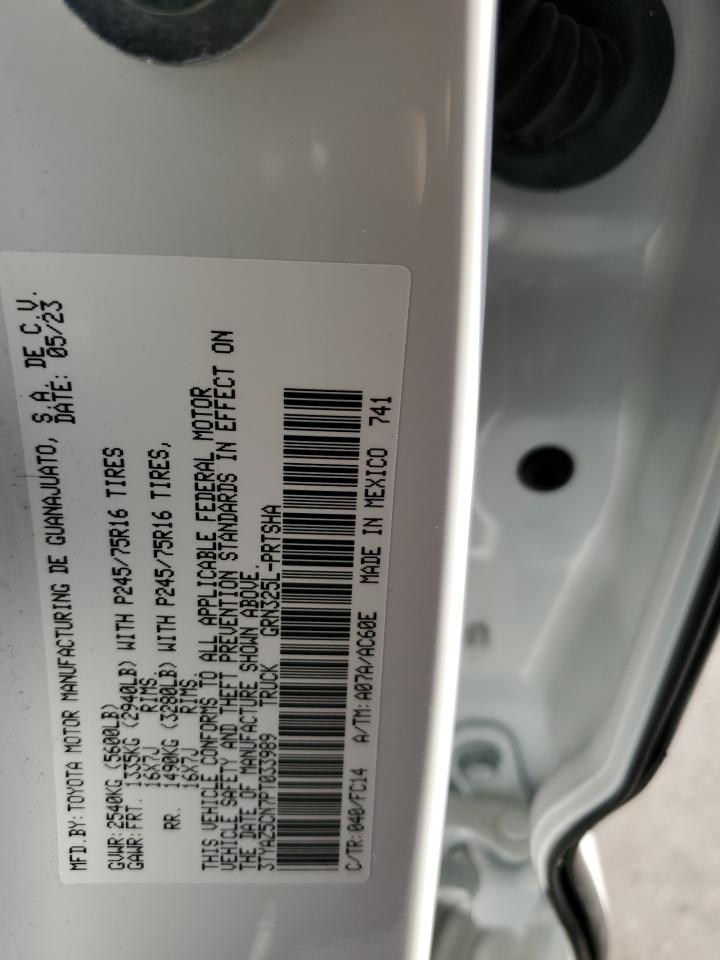 MFD.BY: TOYOTA MOTOR MANUFACTURING DE GUANAJUATO, S.A. DE C.V.
DATE: 05/23
GVWR: 2540KG (5600LB)
GAWR: FRT. 1335KG (2940LB) WITH P245/75R16 TIRES
16X7J RIMS.
RR. 1490KG (3280LB) WITH P245/75R16 TIRES,
16X7J RIMS.
THIS VEHICLE CONFORMS TO ALL APPLICABLE FEDERAL MOTOR
VEHICLE SAFETY AND THEFT PREVENTION STANDARDS IN EFFECT ON
THE DATE OF MANUFACTURE SHOWN ABOVE.
3TYAZ5CN7PT033989 TRUCK GRN325L-PRTSHA
C/TR: 040/FC14 A/TM: A07A/AC60E MADE IN MEXICO 741